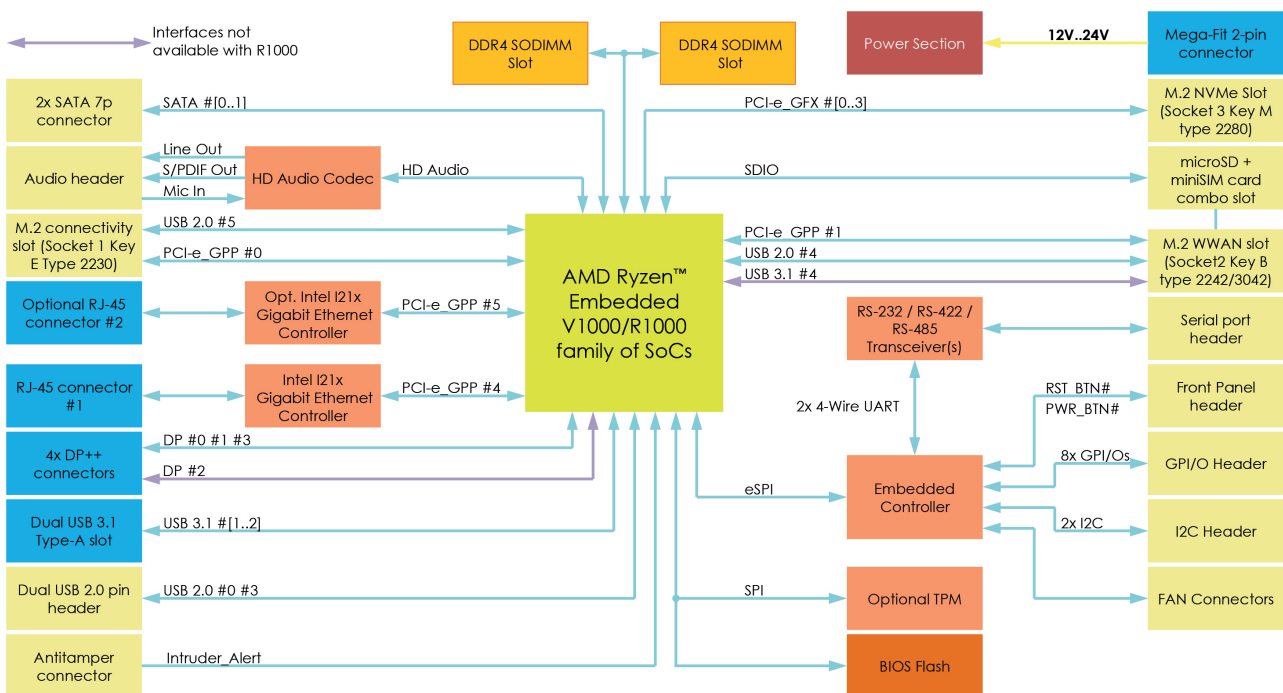 Interfaces not
available with R1000
DDR4 SODIMM
Slot
DDR4 SODIMM
Slot
Power Section
12V..24V
Mega-Fit 2-pin
connector
2x SATA 7p
connector
SATA #[0..1]
PCI-e_GFX #[0..3]
M.2 NVMe Slot
(Socket 3 Key M
type 2280)
Audio header
Line Out
S/PDIF Out
Mic In
HD Audio Codec
HD Audio
SDIO
microSD +
miniSIM card
combo slot
M.2 connectivity
slot (Socket 1 Key
E Type 2230)
USB 2.0 #5
PCI-e_GPP #0
AMD Ryzen™
Embedded
V1000/R1000
family of SoCs
PCI-e_GPP #1
USB 2.0 #4
USB 3.1 #4
M.2 WWAN slot
(Socket2 Key B
type 2242/3042)
Optional RJ-45
connector #2
Opt. Intel I21x
Gigabit Ethernet
Controller
PCI-e_GPP #5
RS-232 / RS-422 /
RS-485
Transceiver(s)
Serial port
header
RJ-45 connector
#1
Intel I21x
Gigabit Ethernet
Controller
PCI-e_GPP #4
2x 4-Wire UART
RST_BTN#
PWR_BTN#
Front Panel
header
4x DP++
connectors
DP #0 #1 #3
DP #2
eSPI
Embedded
Controller
8x GPI/Os
GPI/O Header
Dual USB 3.1
Type-A slot
USB 3.1 #[1..2]
2x I2C
I2C Header
Dual USB 2.0 pin
header
USB 2.0 #0 #3
SPI
Optional TPM
FAN Connectors
Antitamper
connector
Intruder_Alert
BIOS Flash